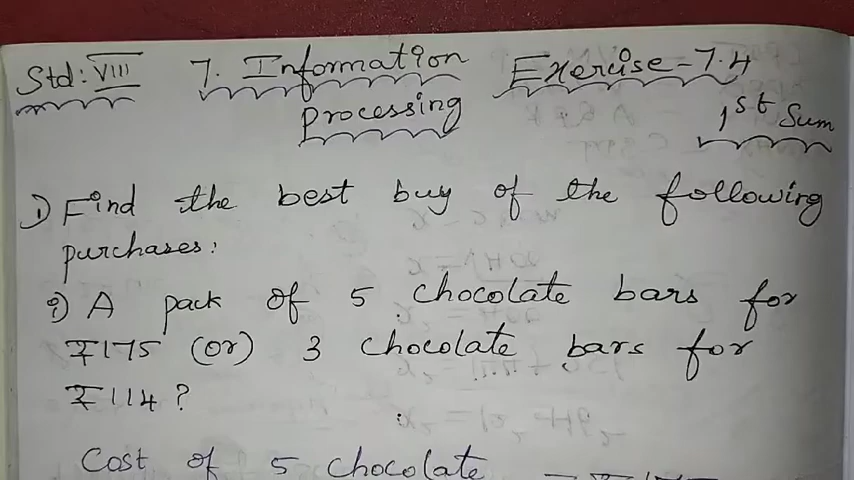 Std: VIII 7. Information Exercise-7.4
Processing 1st Sum
1) Find the best buy of the following
purchases:
i) A pack of 5 chocolate bars for
₹175 (or) 3 chocolate bars for
₹114?
Cost of 5 chocolate